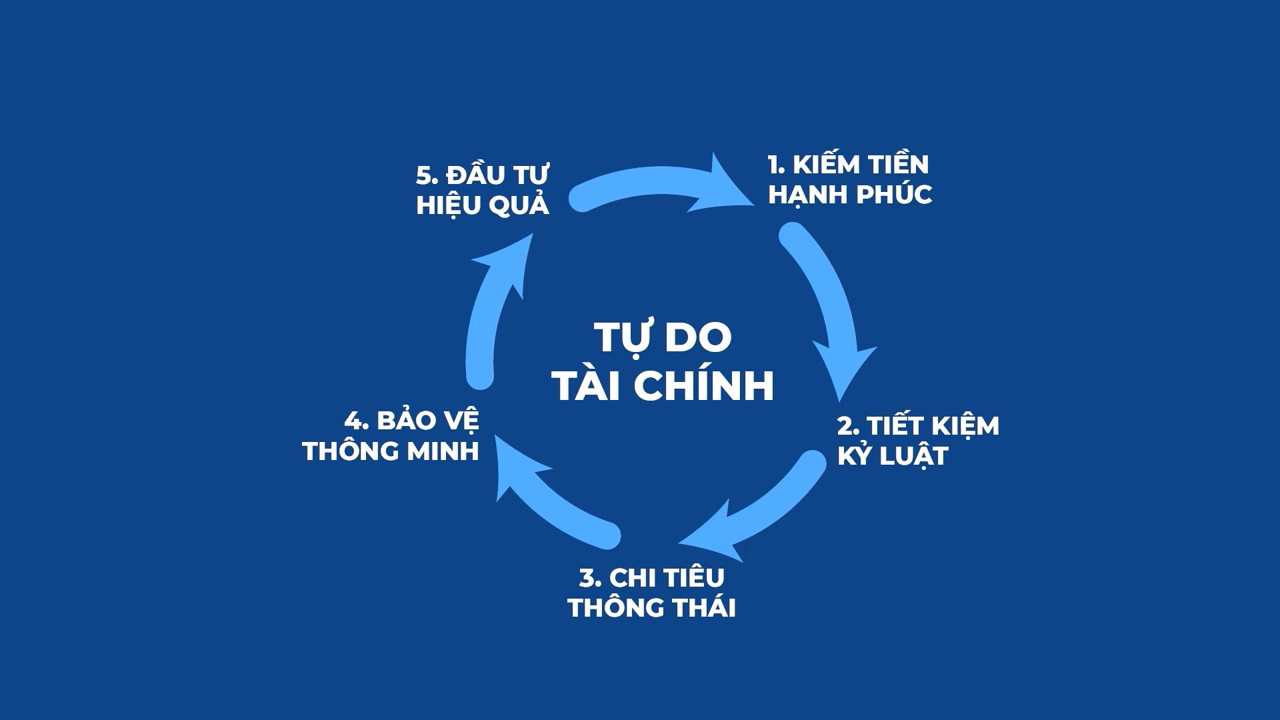 TỰ DO
TÀI CHÍNH
1. KIẾM TIỀN
HẠNH PHÚC
2. TIẾT KIỆM
KỶ LUẬT
3. CHI TIÊU
THÔNG THÁI
4. BẢO VỆ
THÔNG MINH
5. ĐẦU TƯ
HIỆU QUẢ